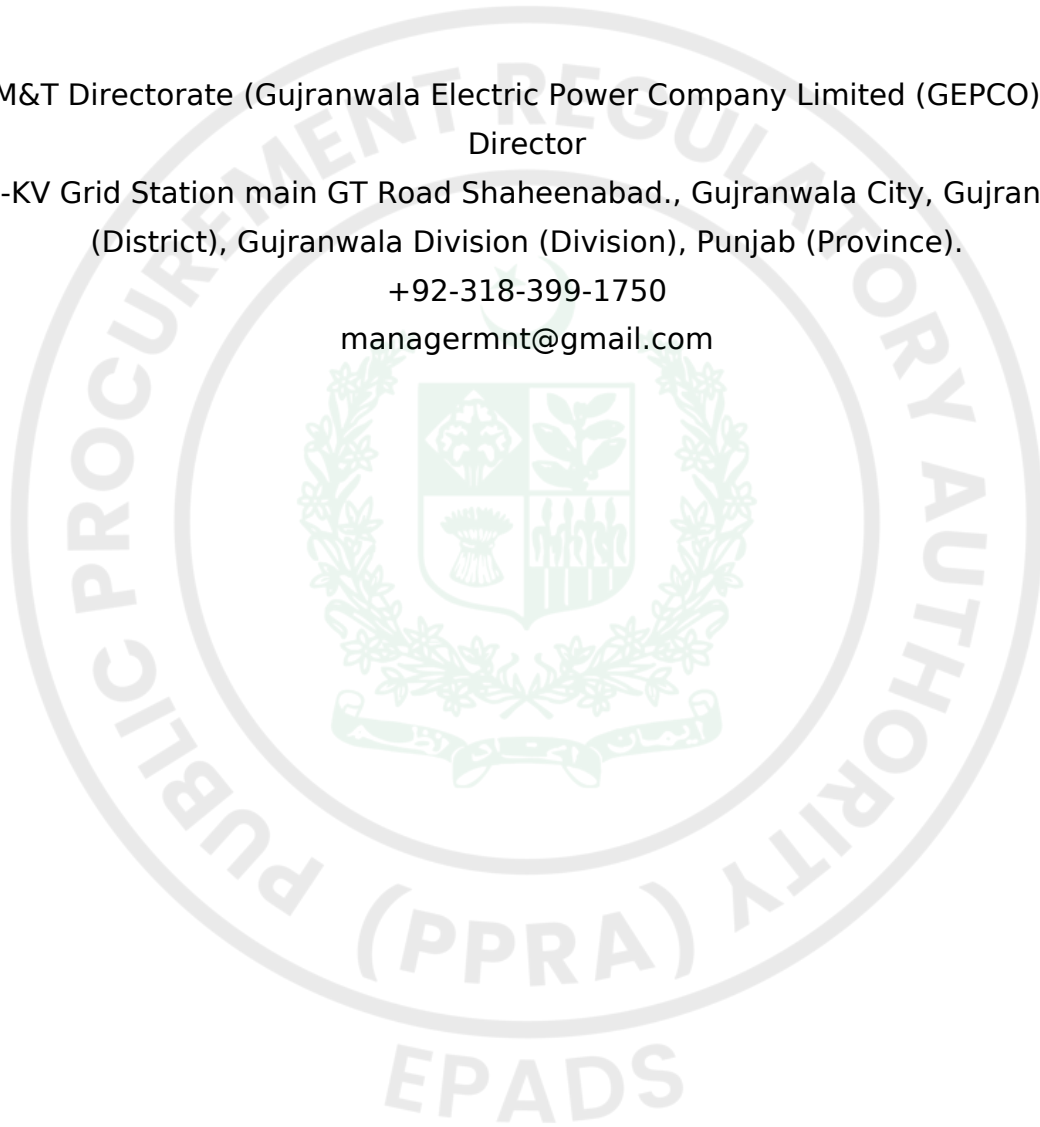 M&T Directorate (Gujranwala Electric Power Company Limited (GEPCO)
Director
-KV Grid Station main GT Road Shaheenabad., Gujranwala City, Gujran
(District), Gujranwala Division (Division), Punjab (Province).
+92-318-399-1750
managermnt@gmail.com
PUBLIC PROCUREMENT REGULATORY AUTHORITY
(PPRA)
EPADS